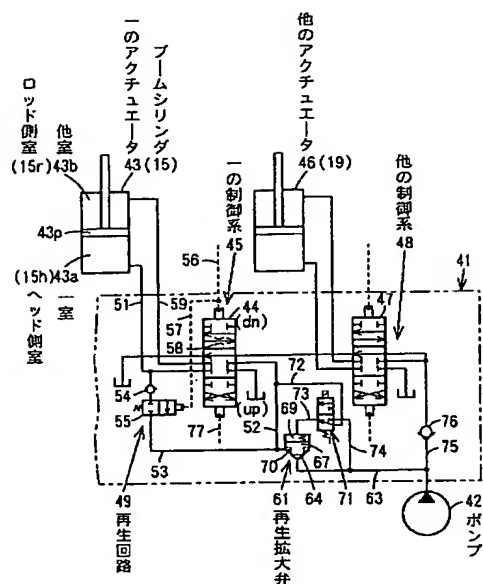 ブームシリンダ
一のアクチュエータ
43(15)
他室
ロッド側室
(15r)43b
43p
(15h)43a
一室
ヘッド側室
他のアクチュエータ
46(19)
一の制御系
45
他の制御系
48
41
56
51
59
57
58
44
(dn)
(up)
47
54
55
77
52
53
72
73
69
67
70
64
71
74
63
76
75
49
再生回路
61
再生拡大弁
42
ポンプ